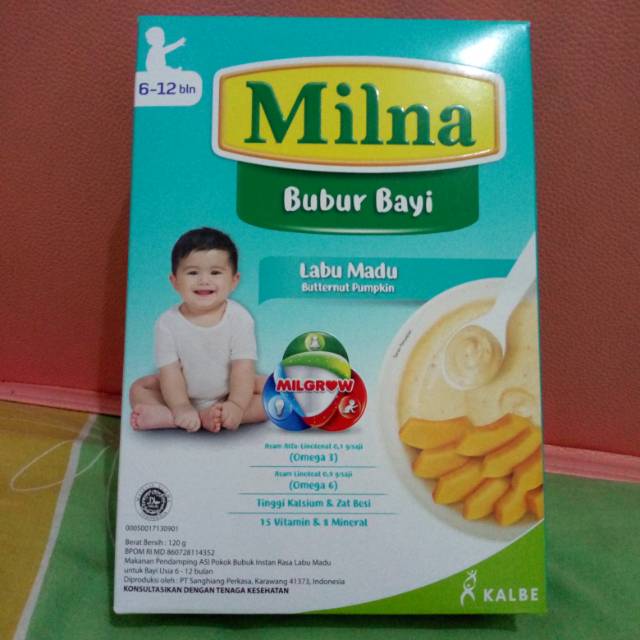 6-12 bln
Milna
Bubur Bayi
Labu Madu
Butternut Pumpkin
MILGROW
Asam Alfa-Linolenat 0,1 g/saji
(Omega 3)
Asam Linoleat 0,9 g/saji
(Omega 6)
Tinggi Kalsium & Zat Besi
15 Vitamin & 8 Mineral
00050017130901
Berat Bersih : 120 g
BPOM RI MD 860728114352
Makanan Pendamping ASI Pokok Bubuk Instan Rasa Labu Madu
untuk Bayi Usia 6 - 12 bulan
Diproduksi oleh : PT Sanghiang Perkasa, Karawang 41373, Indonesia
KONSULTASIKAN DENGAN TENAGA KESEHATAN
KALBE